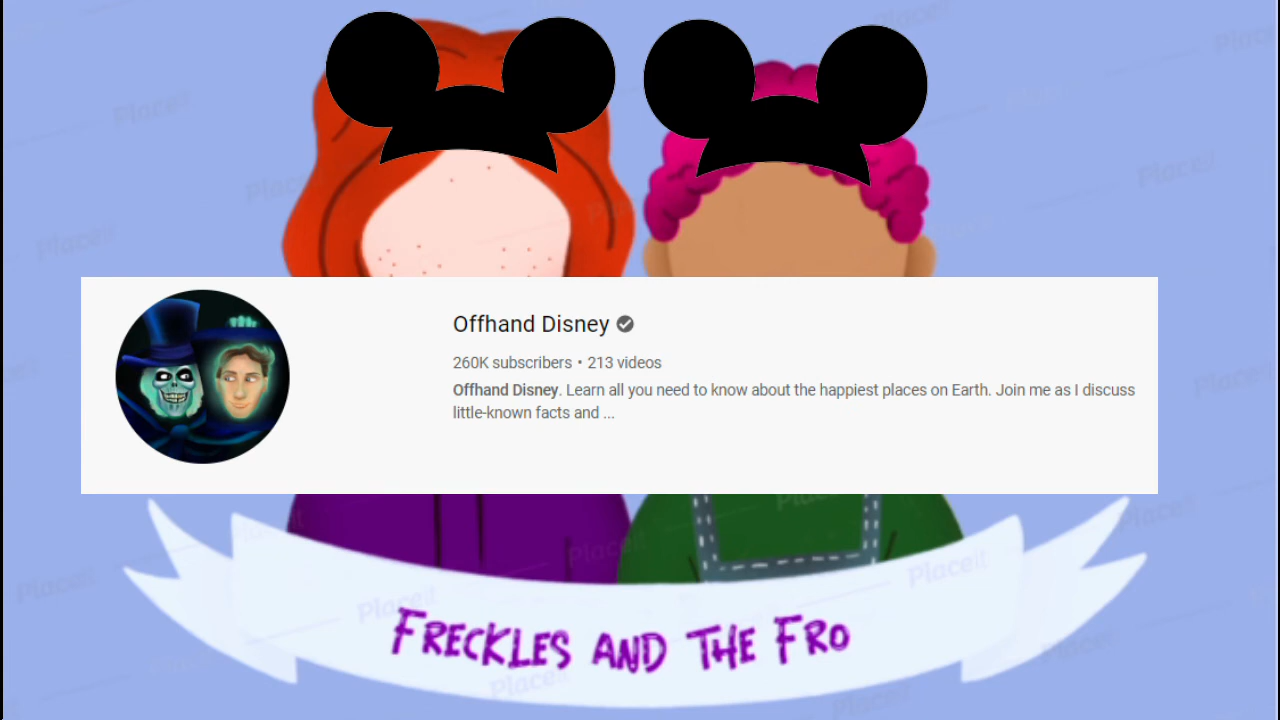 Offhand Disney
260K subscribers • 213 videos
Offhand Disney. Learn all you need to know about the happiest places on Earth. Join me as I discuss
little-known facts and ...
FRECKLES AND THE FRO
Placeit